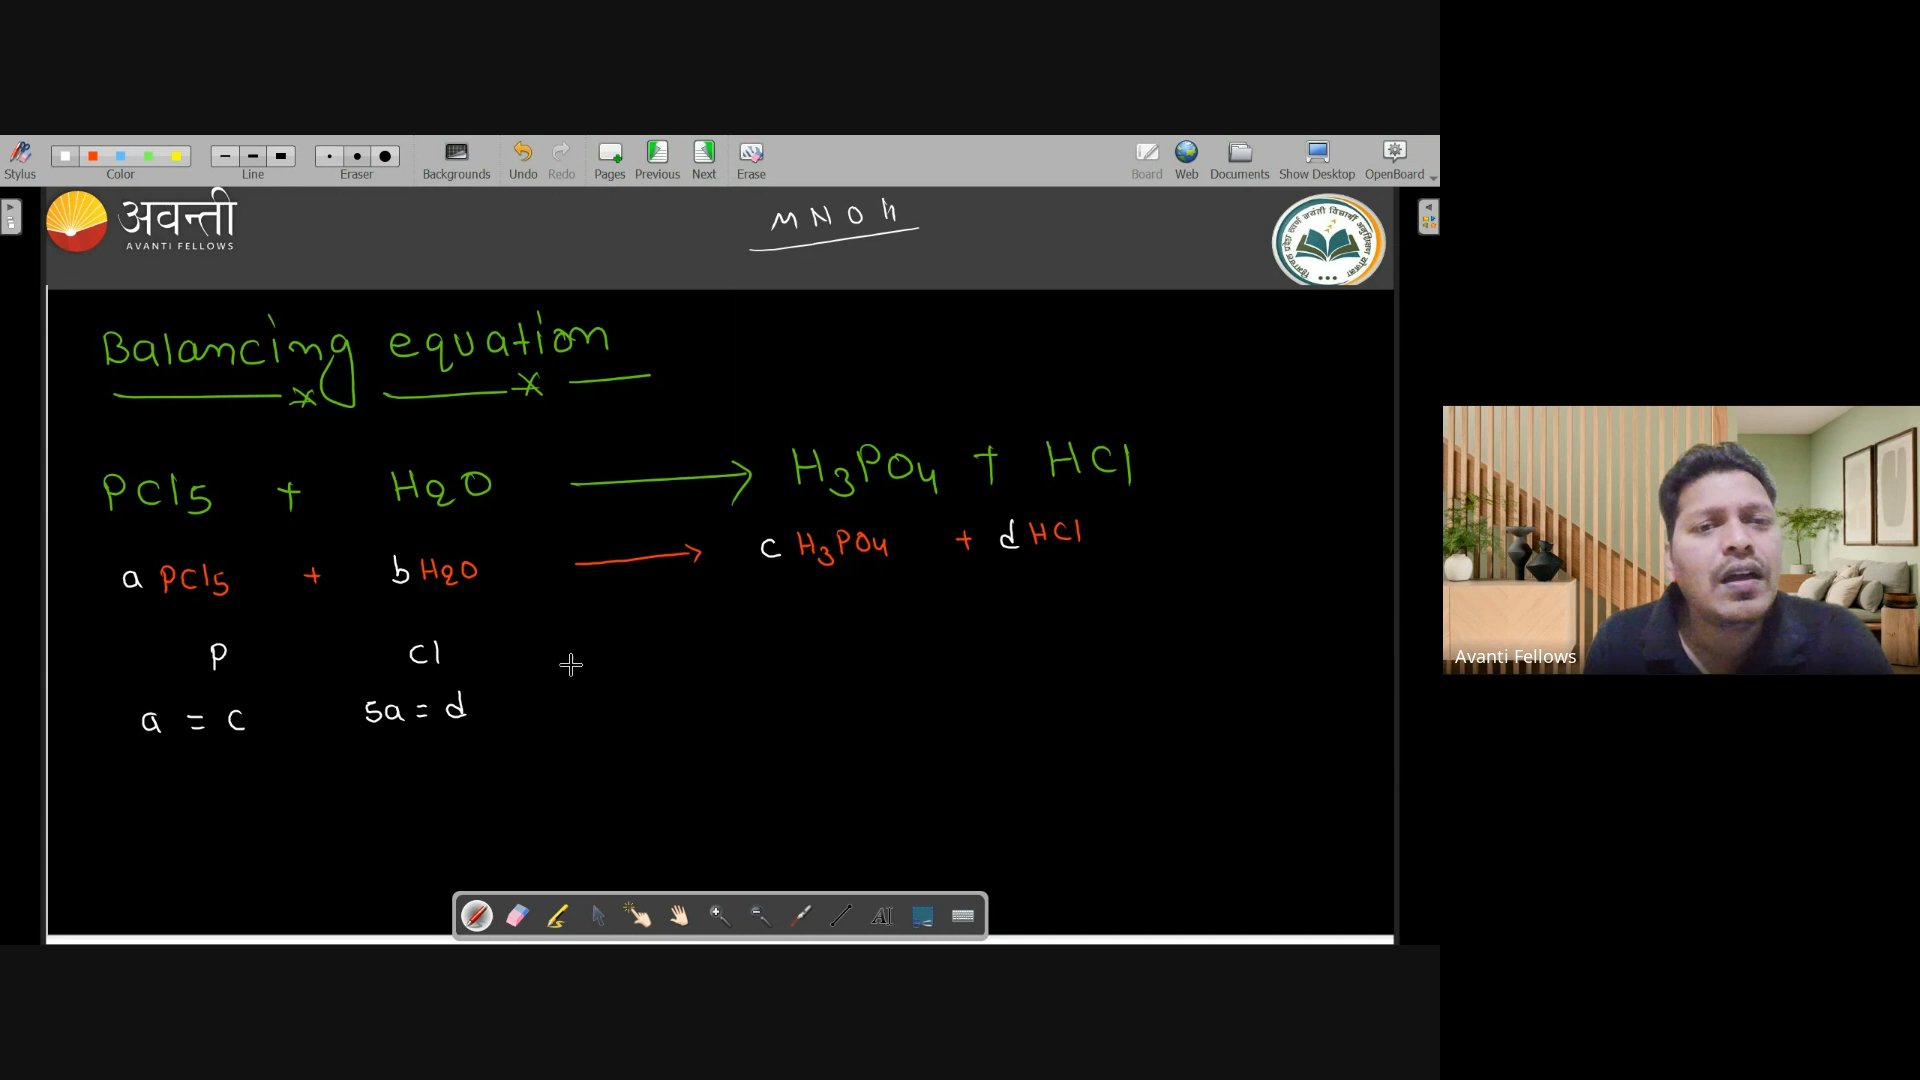 Stylus Color Line Eraser Backgrounds Undo Redo Pages Previous Next Erase Board Web Documents Show Desktop OpenBoard
अवन्ती
AVANTI FELLOWS
MNOH
Balancing equation
PCl5 + H2O → H3PO4 + HCl
a PCl5 + b H2O → c H3PO4 + d HCl
P Cl
a = c 5a = d
Avanti Fellows